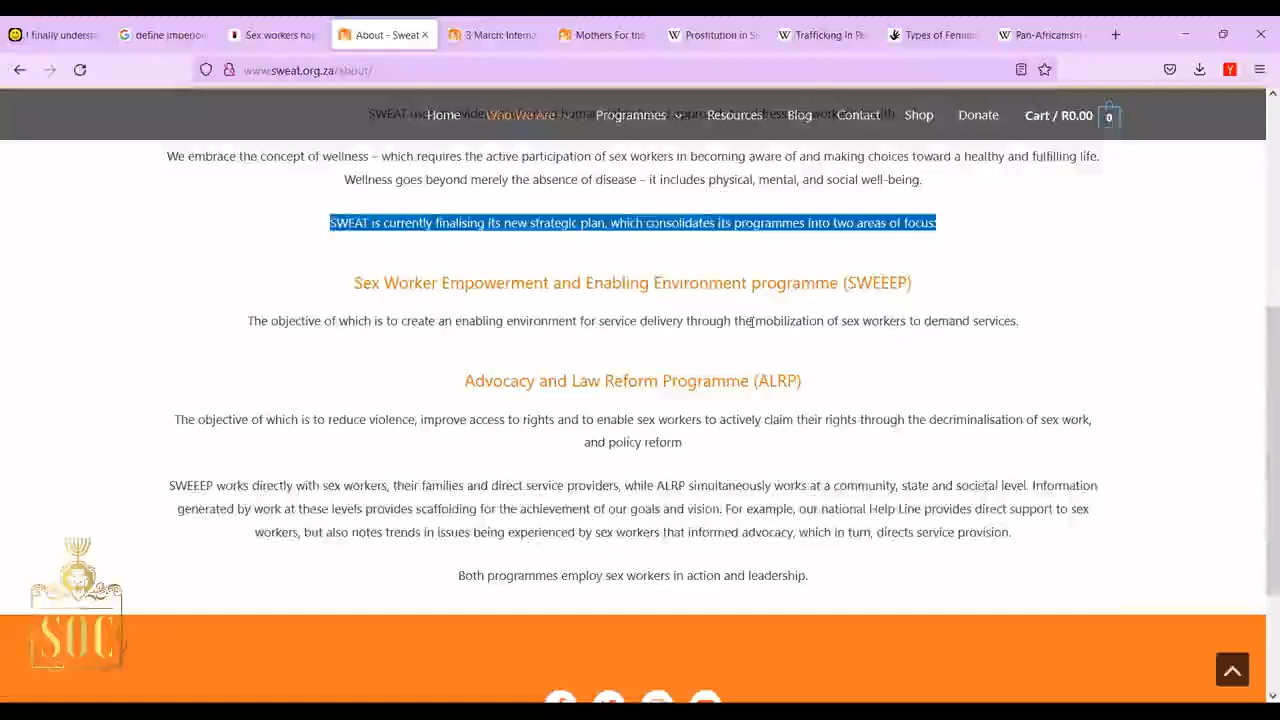 I finally underst
define imperio
Sex workers hap
About - Sweat
3 March: Interna
Mothers For the
Prostitution in S
Trafficking In Pe
Types of Femin
Pan-Africanism
www.sweat.org.za/about/
Home Who We Are Programmes Resources Blog Contact Shop Donate Cart / R0.00 0
We embrace the concept of wellness – which requires the active participation of sex workers in becoming aware of and making choices toward a healthy and fulfilling life.
Wellness goes beyond merely the absence of disease – it includes physical, mental, and social well-being.
SWEAT is currently finalising its new strategic plan, which consolidates its programmes into two areas of focus:
Sex Worker Empowerment and Enabling Environment programme (SWEEEP)
The objective of which is to create an enabling environment for service delivery through the mobilization of sex workers to demand services.
Advocacy and Law Reform Programme (ALRP)
The objective of which is to reduce violence, improve access to rights and to enable sex workers to actively claim their rights through the decriminalisation of sex work,
and policy reform
SWEEEP works directly with sex workers, their families and direct service providers, while ALRP simultaneously works at a community, state and societal level. Information
generated by work at these levels provides scaffolding for the achievement of our goals and vision. For example, our national Help Line provides direct support to sex
workers, but also notes trends in issues being experienced by sex workers that informed advocacy, which in turn, directs service provision.
Both programmes employ sex workers in action and leadership.
SOC